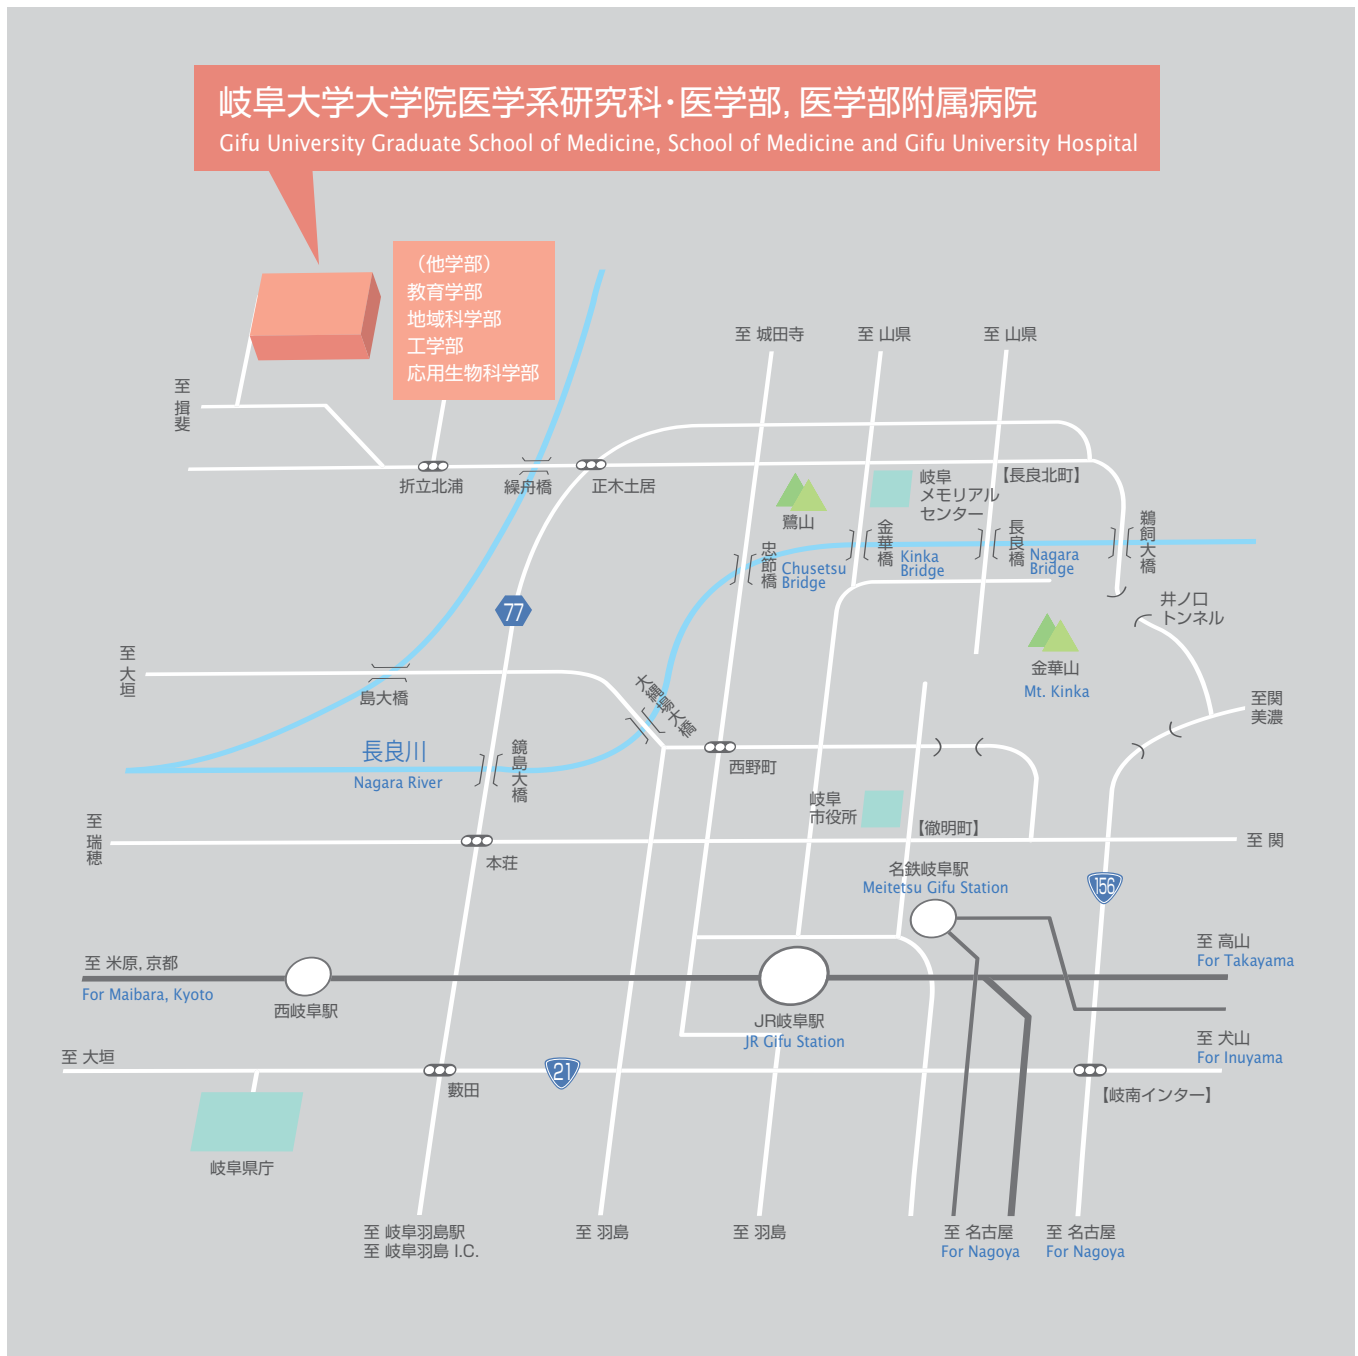 岐阜大学大学院医学系研究科・医学部, 医学部附属病院
Gifu University Graduate School of Medicine, School of Medicine and Gifu University Hospital
（他学部）
教育学部
地域科学部
工学部
応用生物科学部
至 城田寺
至 山県
至 山県
至 揖斐
折立北浦
繰舟橋
正木土居
鷺山
岐阜
メモリアル
センター
【長良北町】
忠節橋
Chusetsu
Bridge
金華橋
Kinka
Bridge
長良橋
Nagara
Bridge
鵜飼大橋
井ノ口
トンネル
77
至 大垣
島大橋
大縄場大橋
金華山
Mt. Kinka
至関
美濃
長良川
Nagara River
鏡島大橋
西野町
岐阜
市役所
【徹明町】
至 瑞穂
本荘
至 関
名鉄岐阜駅
Meitetsu Gifu Station
156
至 米原, 京都
For Maibara, Kyoto
西岐阜駅
JR岐阜駅
JR Gifu Station
至 高山
For Takayama
至 犬山
For Inuyama
至 大垣
藪田
21
【岐南インター】
岐阜県庁
至 岐阜羽島駅
至 岐阜羽島 I.C.
至 羽島
至 羽島
至 名古屋
For Nagoya
至 名古屋
For Nagoya